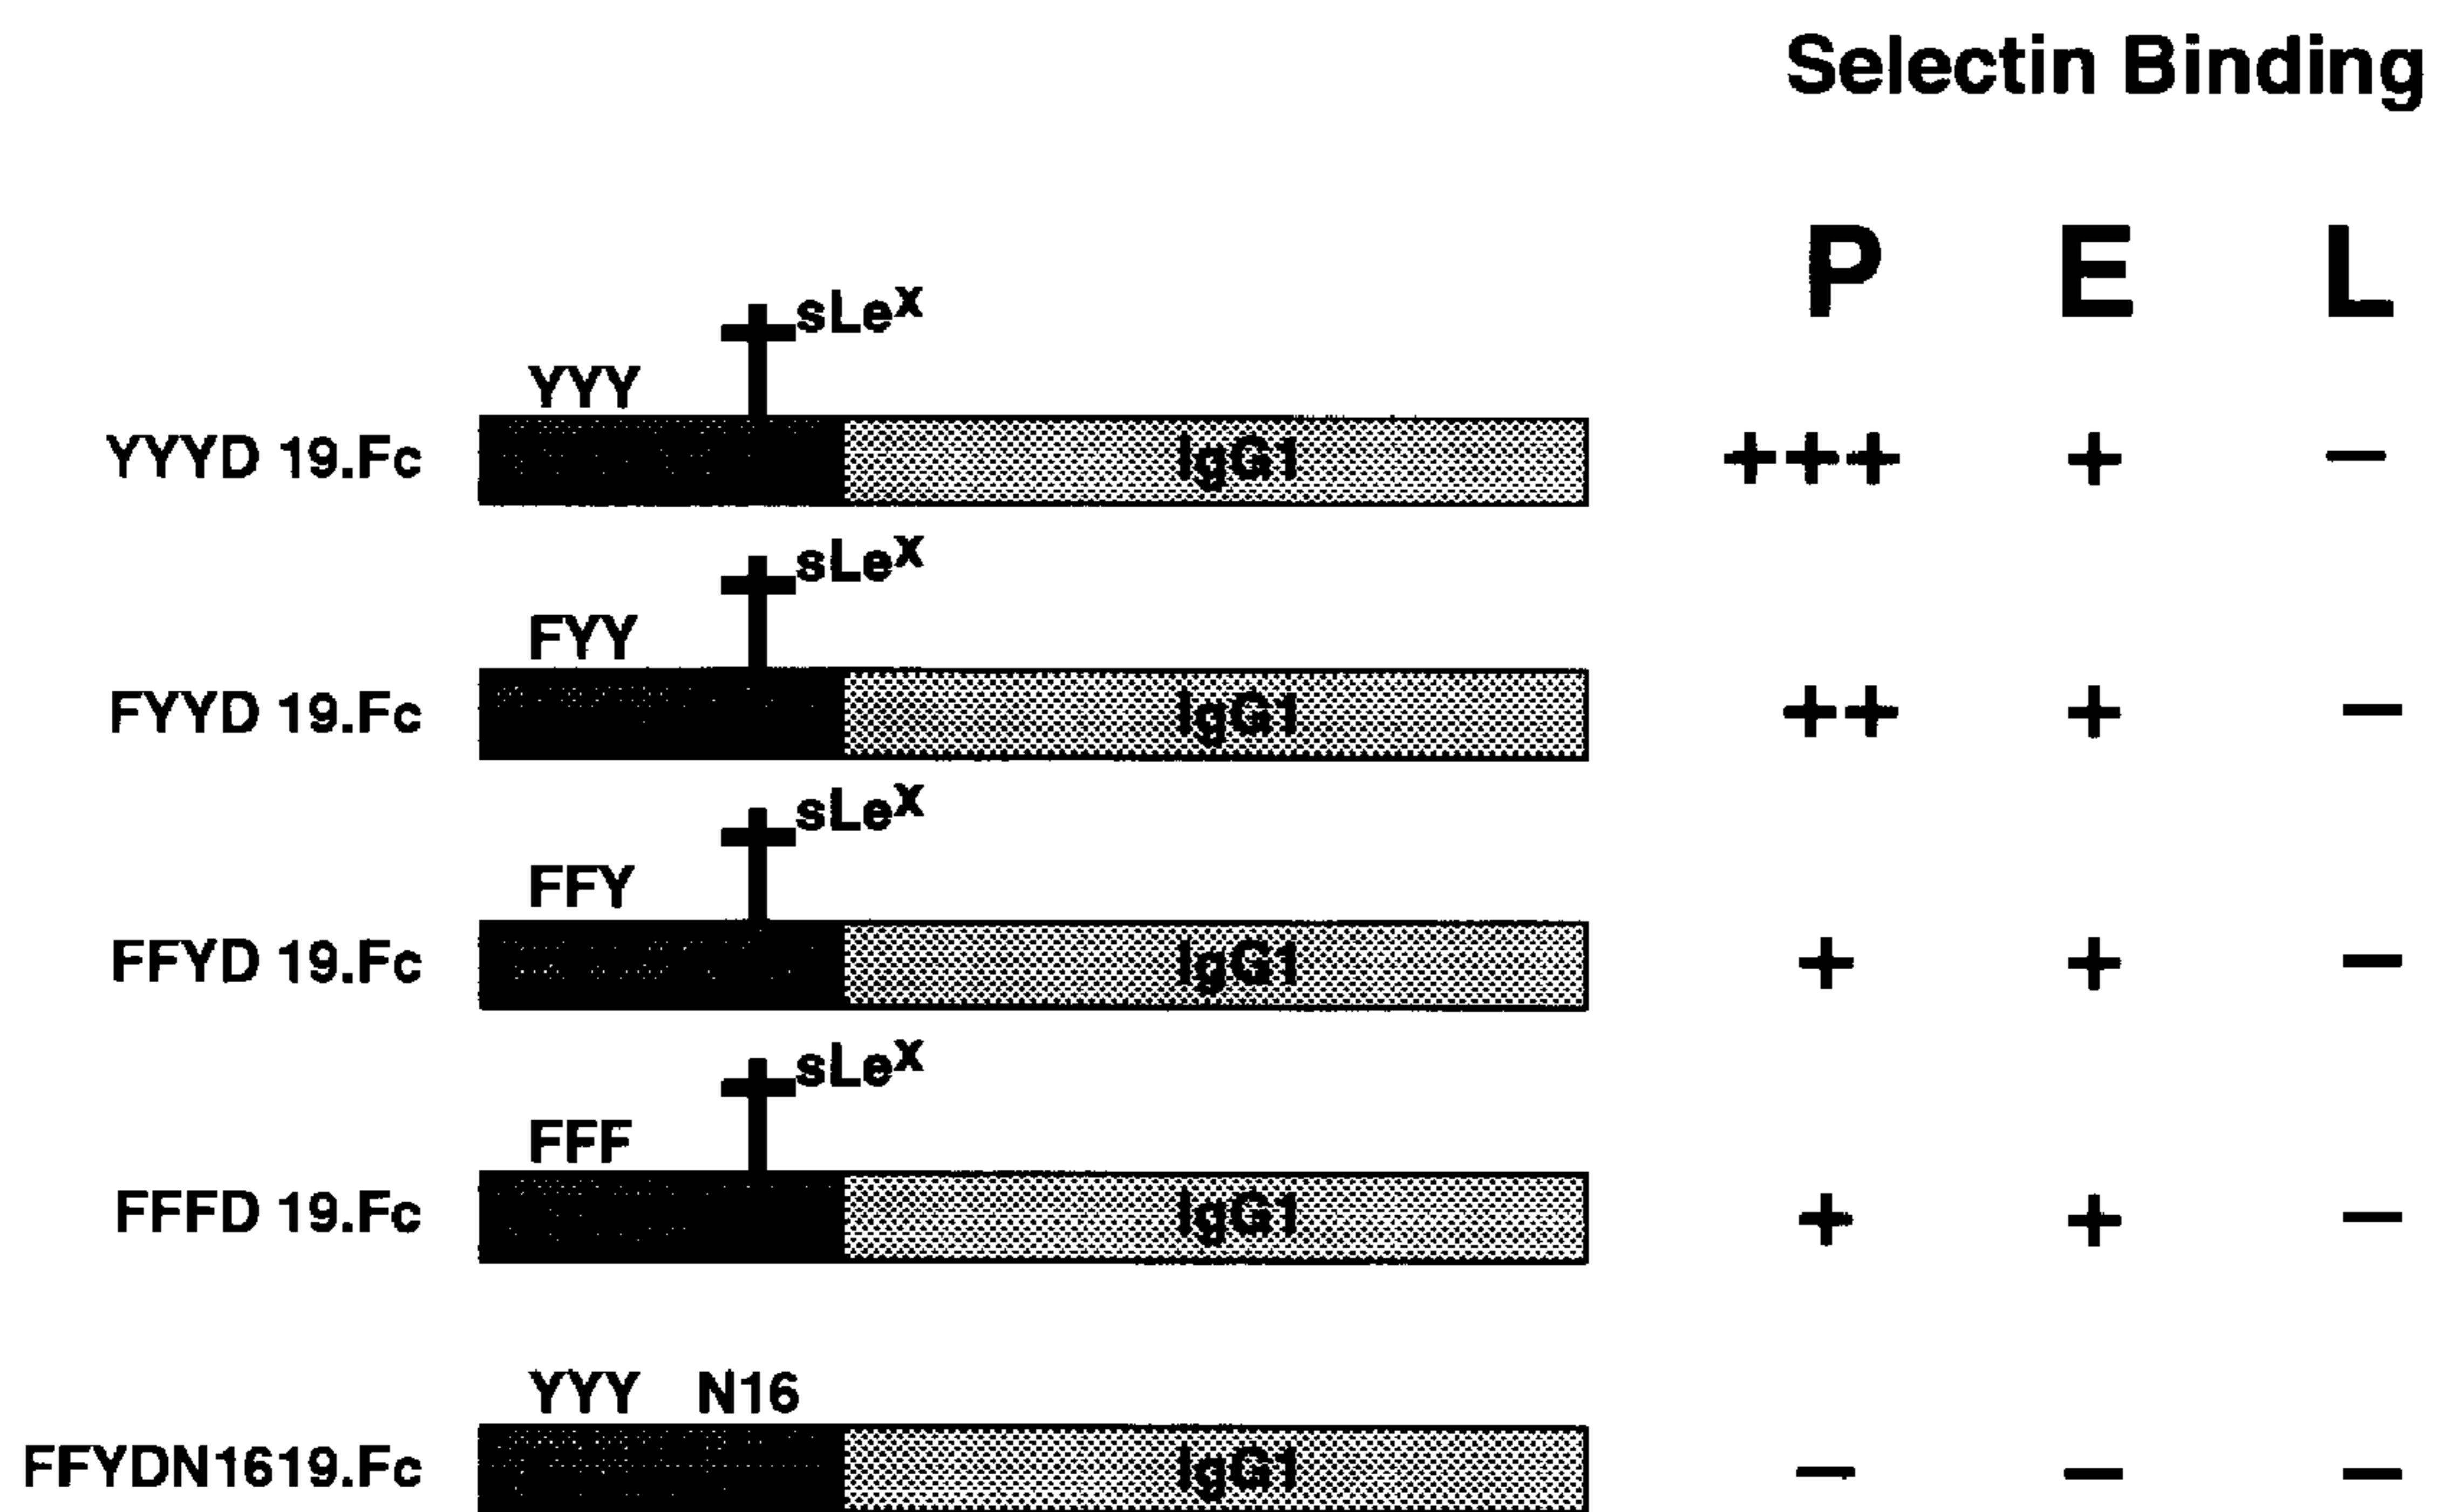 Selectin Binding
P E L
sLeX
YYY
YYYD 19.Fc IgG1 +++ + –
sLeX
FYY
FYYD 19.Fc IgG1 ++ + –
sLeX
FFY
FFYD 19.Fc IgG1 + + –
sLeX
FFF
FFFD 19.Fc IgG1 + + –
YYY N16
FFYDN1619.Fc IgG1 – – –